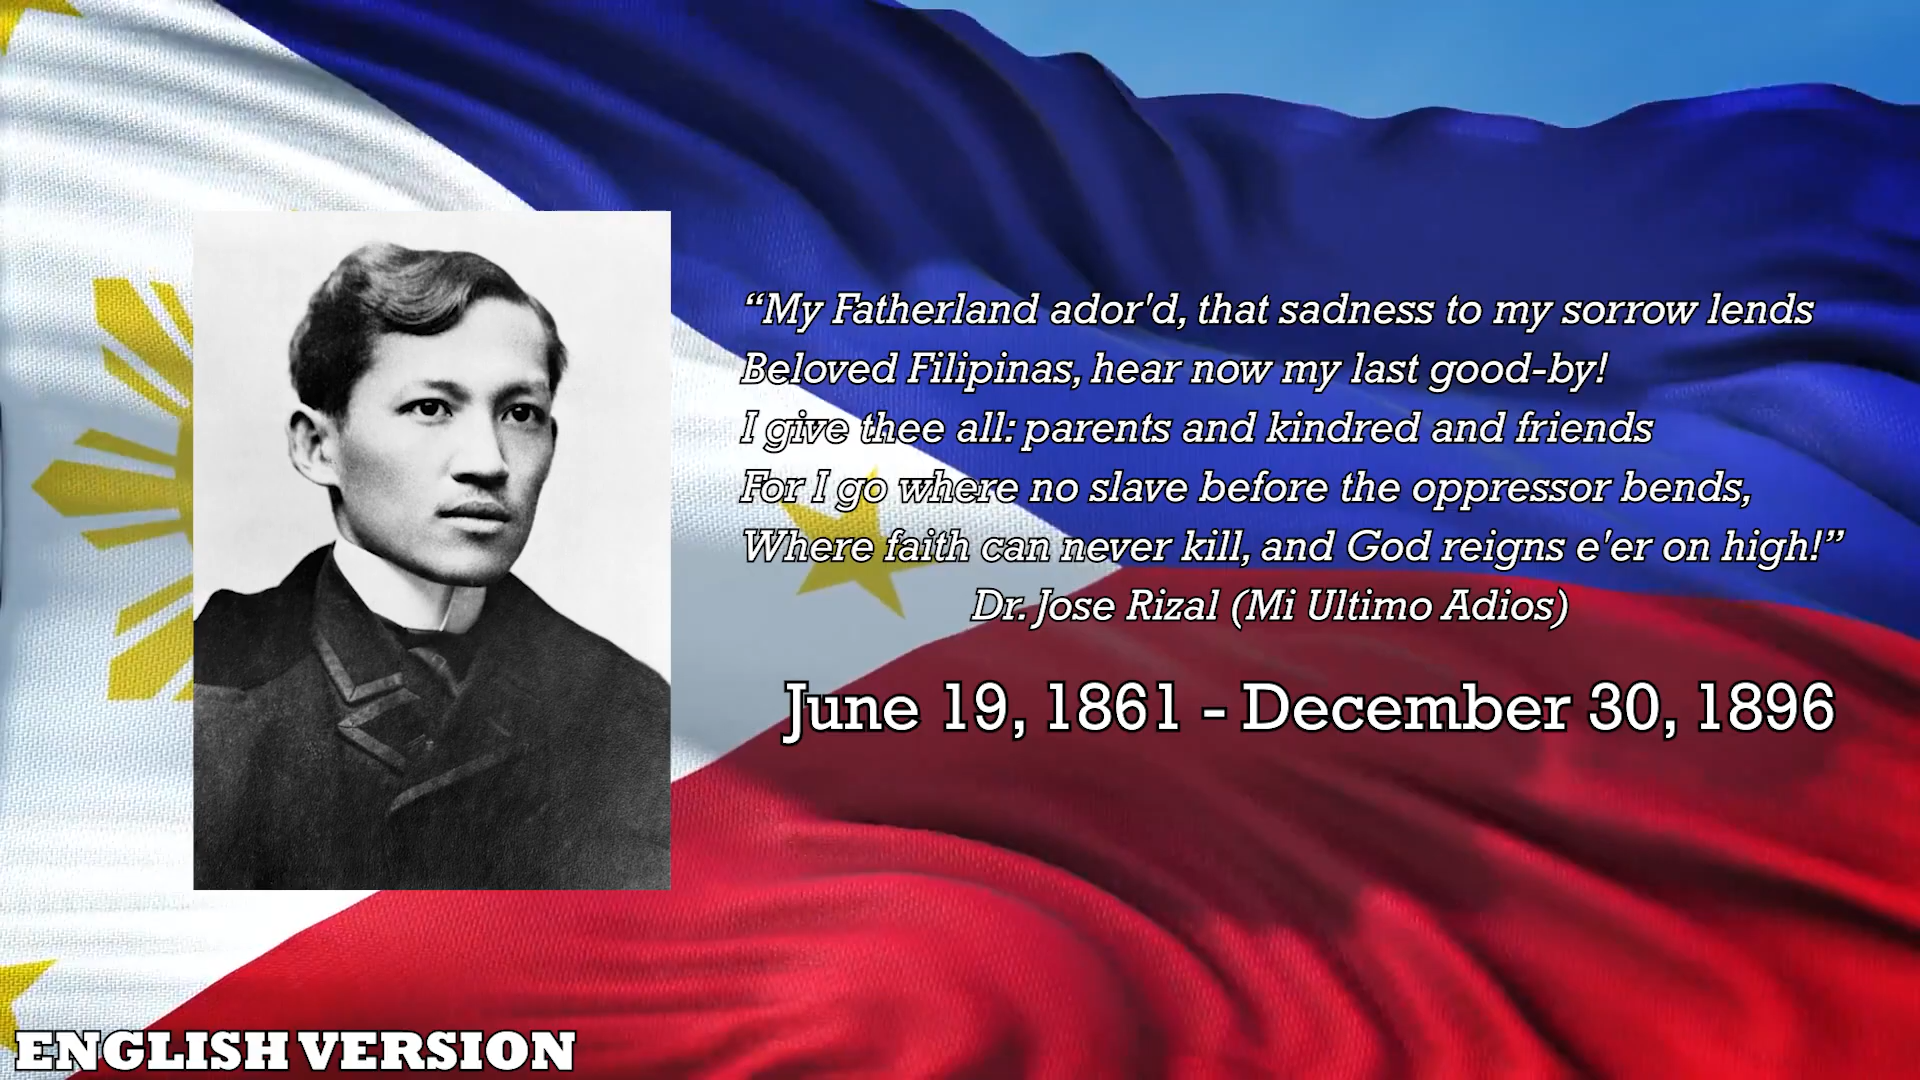 “My Fatherland ador'd, that sadness to my sorrow lends
Beloved Filipinas, hear now my last good-by!
I give thee all: parents and kindred and friends
For I go where no slave before the oppressor bends,
Where faith can never kill, and God reigns e'er on high!”
Dr. Jose Rizal (Mi Ultimo Adios)
June 19, 1861 - December 30, 1896
ENGLISH VERSION